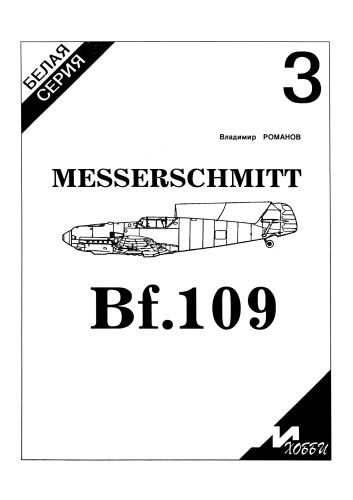 БЕЛАЯ
СЕРИЯ
3
Владимир РОМАНОВ
MESSERSCHMITT
Bf.109
М
ХОББИ